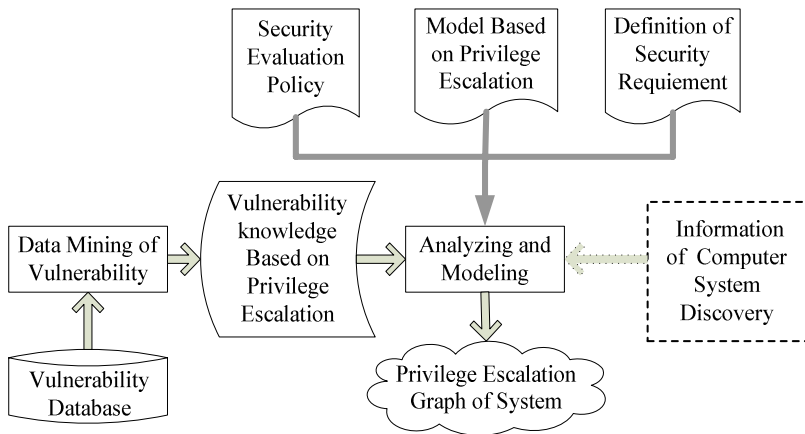 Security
Evaluation
Policy
Model Based
on Privilege
Escalation
Definition of
Security
Requiement
Vulnerability
knowledge
Based on
Privilege
Escalation
Data Mining of
Vulnerability
Analyzing and
Modeling
Information
of Computer
System
Discovery
Vulnerability
Database
Privilege Escalation
Graph of System